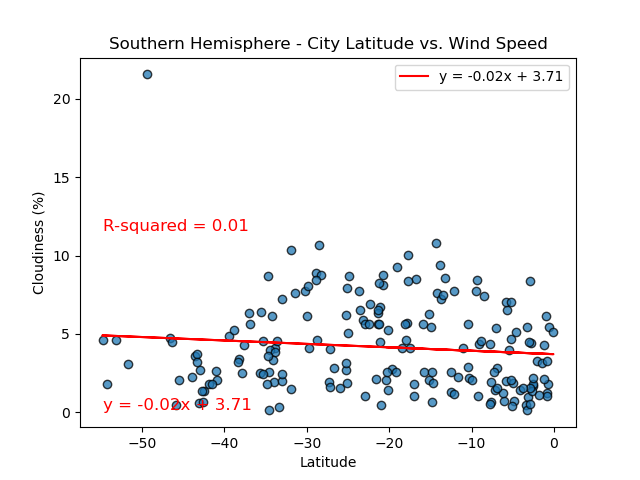 Southern Hemisphere - City Latitude vs. Wind Speed
y = -0.02x + 3.71
20
15
10
5
0
Cloudiness (%)
R-squared = 0.01
y = -0.02x + 3.71
−50
−40
−30
−20
−10
0
Latitude